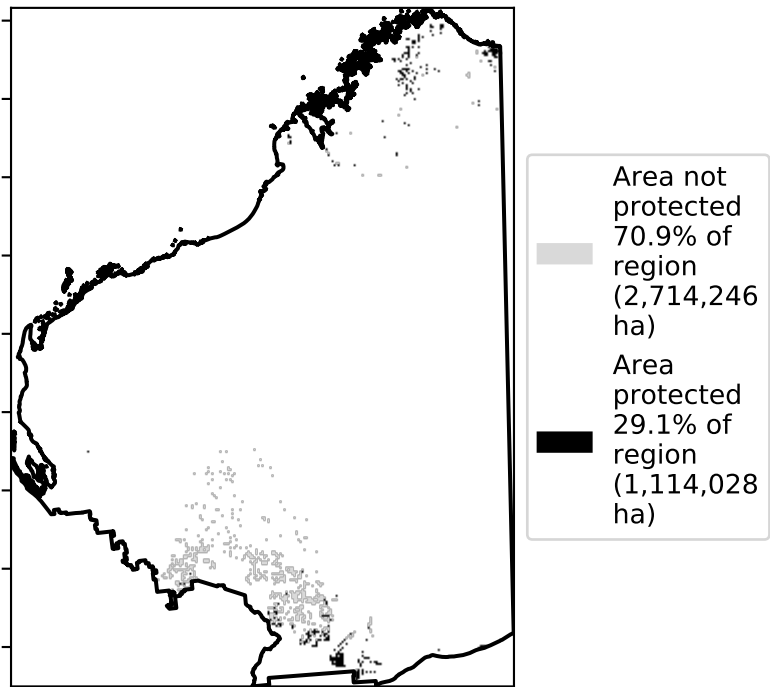 Area not
protected
70.9% of
region
(2,714,246
ha)
Area
protected
29.1% of
region
(1,114,028
ha)